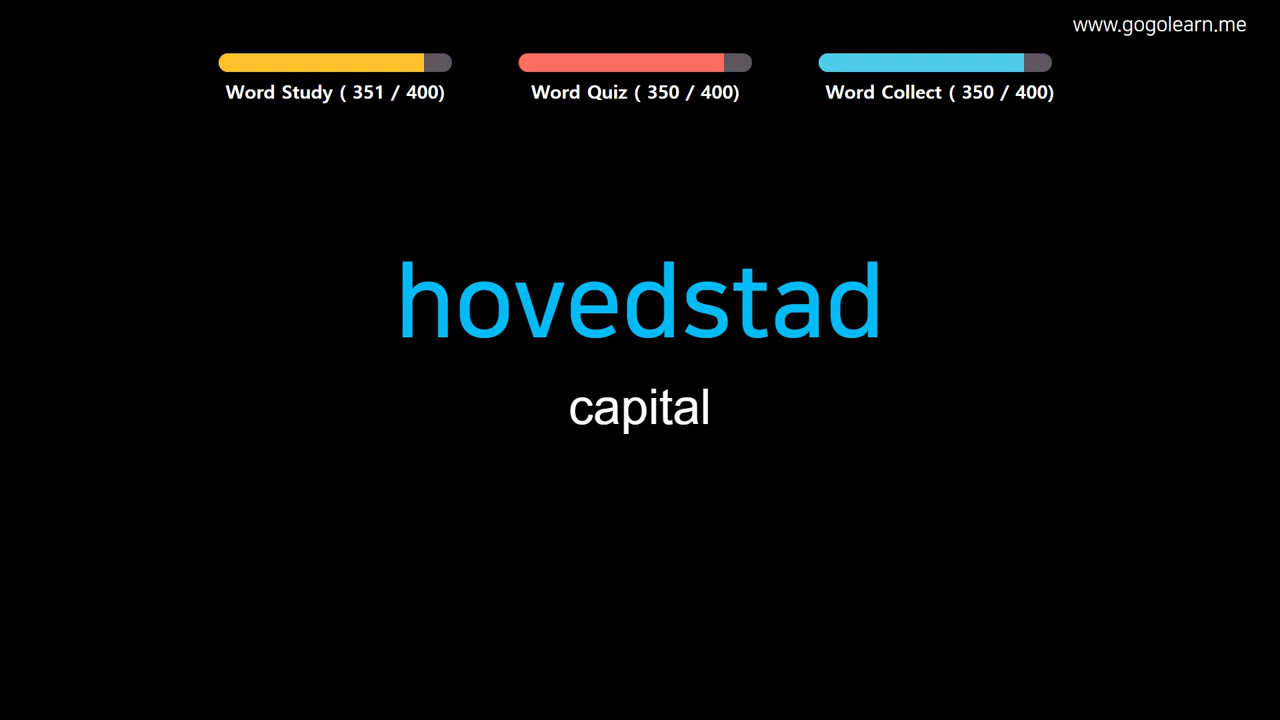 www.gogolearn.me
Word Study ( 351 / 400)
Word Quiz ( 350 / 400)
Word Collect ( 350 / 400)
hovedstad
capital